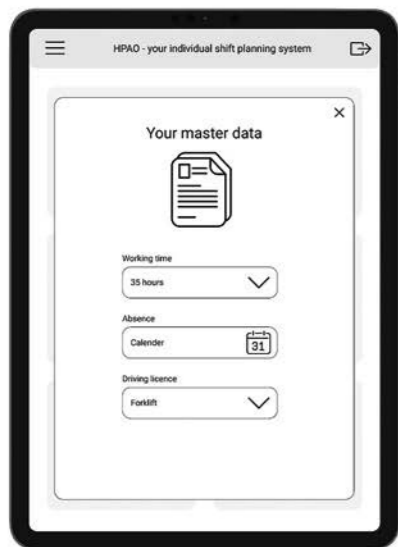 HPAO - your individual shift planning system
Your master data
Working time
35 hours
Absence
Calender
31
Driving licence
Forklift